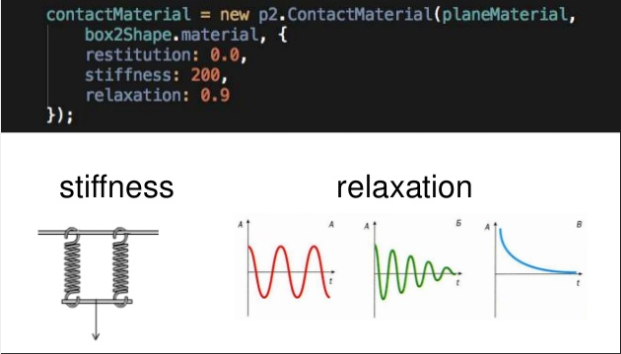 contactMaterial = new p2.ContactMaterial(planeMaterial,
box2Shape.material, {
restitution: 0.0,
stiffness: 200,
relaxation: 0.9
});
stiffness
relaxation
A A
t
A Б
t
A В
t